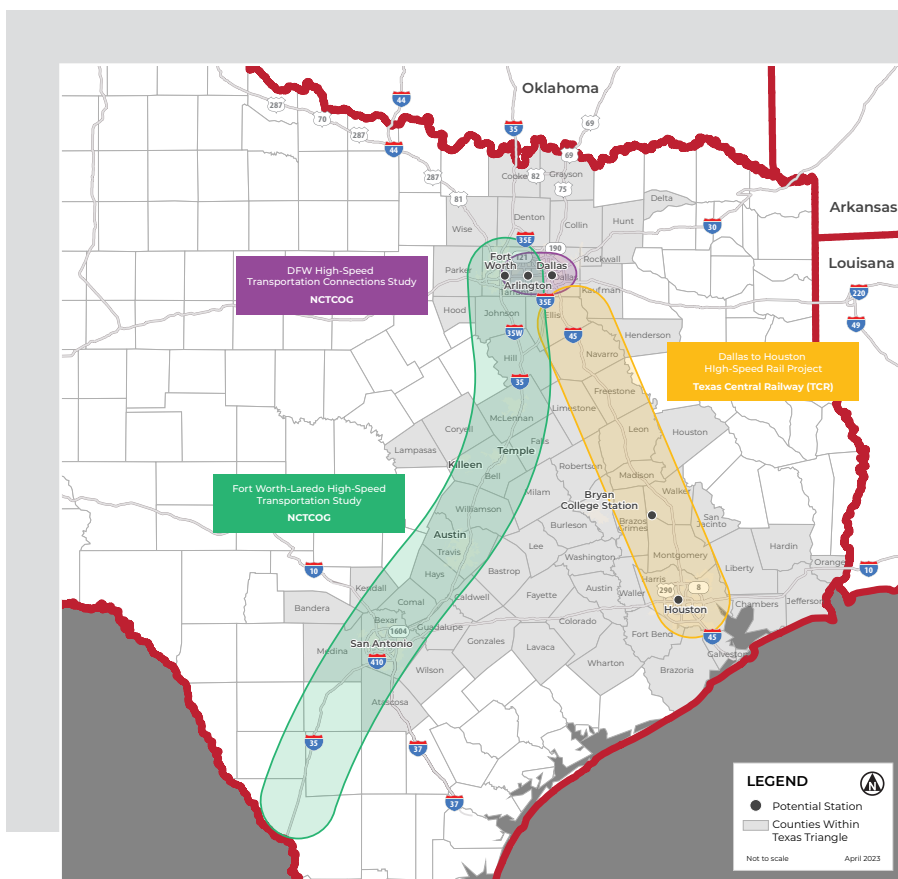 Oklahoma
44
287
70
35
69
287
44
69
287
Cooke
82
Grayson
75
81
Delta
Arkansas
Denton
Collin
Hunt
30
Wise
35E
190
Louisana
Fort
Worth
121
Dallas
Rockwall
Parker
Dallas
Tarrant
Arlington
Kaufman
220
DFW High-Speed
Transportation Connections Study
NCTCOG
35E
Hood
Johnson
Ellis
49
35W
45
Henderson
Hill
Navarro
Dallas to Houston
High-Speed Rail Project
Texas Central Railway (TCR)
35
Freestone
Limestone
McLennan
Coryell
Leon
Houston
Lampasas
Temple
Falls
Killeen
Robertson
Bell
Madison
Fort Worth-Laredo High-Speed
Transportation Study
NCTCOG
Milam
Bryan
College Station
Walker
Williamson
Brazos
Grimes
San
Jacinto
Burleson
Austin
Travis
Lee
Washington
Montgomery
Hardin
10
Hays
Bastrop
Harris
Liberty
Orange
10
Kendall
Comal
Caldwell
Fayette
Austin
Waller
290
8
Bandera
Houston
Chambers
Jefferson
Bexar
1604
Guadalupe
Colorado
Fort Bend
45
San Antonio
Gonzales
Lavaca
Medina
410
Wilson
Wharton
Brazoria
Galveston
Atascosa
35
37
37
LEGEND
N
Potential Station
Counties Within
Texas Triangle
Not to scale
April 2023